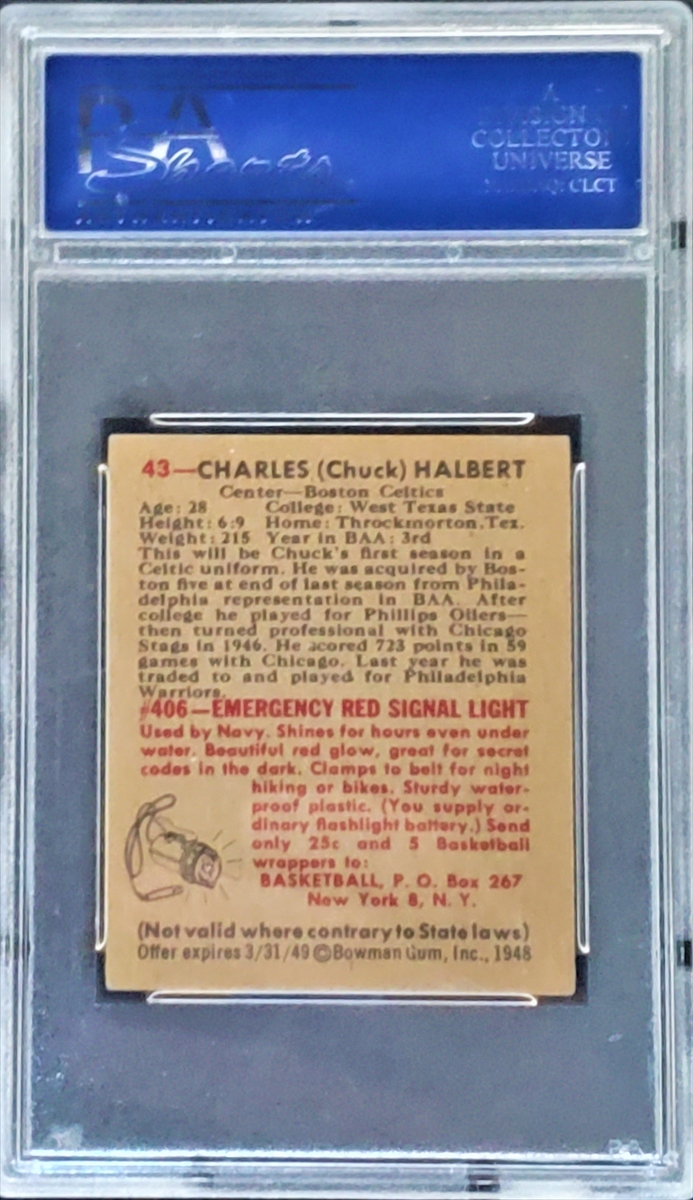 PSA
Sports
A
DIVISION OF
COLLECTORS
UNIVERSE
NASDAQ: CLCT
43—CHARLES (Chuck) HALBERT
Center—Boston Celtics
Age: 28 College: West Texas State
Height: 6:9 Home: Throckmorton, Tex.
Weight: 215 Year in BAA: 3rd
This will be Chuck's first season in a
Celtic uniform. He was acquired by Bos-
ton five at end of last season from Phila-
delphia representation in BAA. After
college he played for Phillips Oilers—
then turned professional with Chicago
Stags in 1946. He scored 723 points in 59
games with Chicago. Last year he was
traded to and played for Philadelphia
Warriors.
#406—EMERGENCY RED SIGNAL LIGHT
Used by Navy. Shines for hours even under
water. Beautiful red glow, great for secret
codes in the dark. Clamps to belt for night
hiking or bikes. Sturdy water-
proof plastic. (You supply or-
dinary flashlight battery.) Send
only 25c and 5 Basketball
wrappers to:
BASKETBALL, P. O. Box 267
New York 8, N. Y.
(Not valid where contrary to State laws)
Offer expires 3/31/49 ©Bowman Gum, Inc., 1948